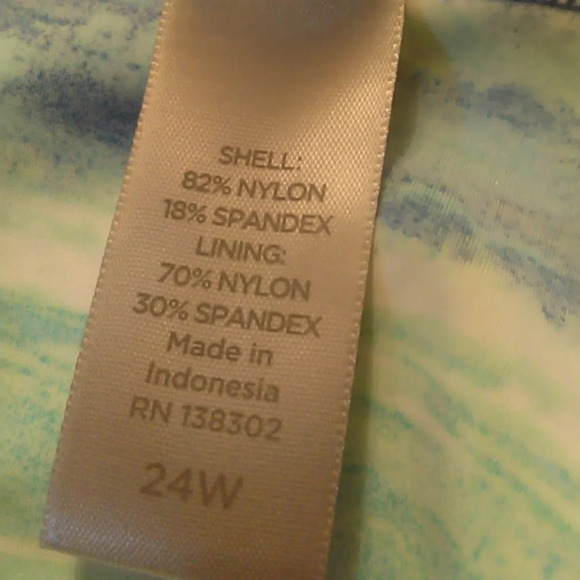 SHELL:
82% NYLON
18% SPANDEX
LINING:
70% NYLON
30% SPANDEX
Made in
Indonesia
RN 138302
24W